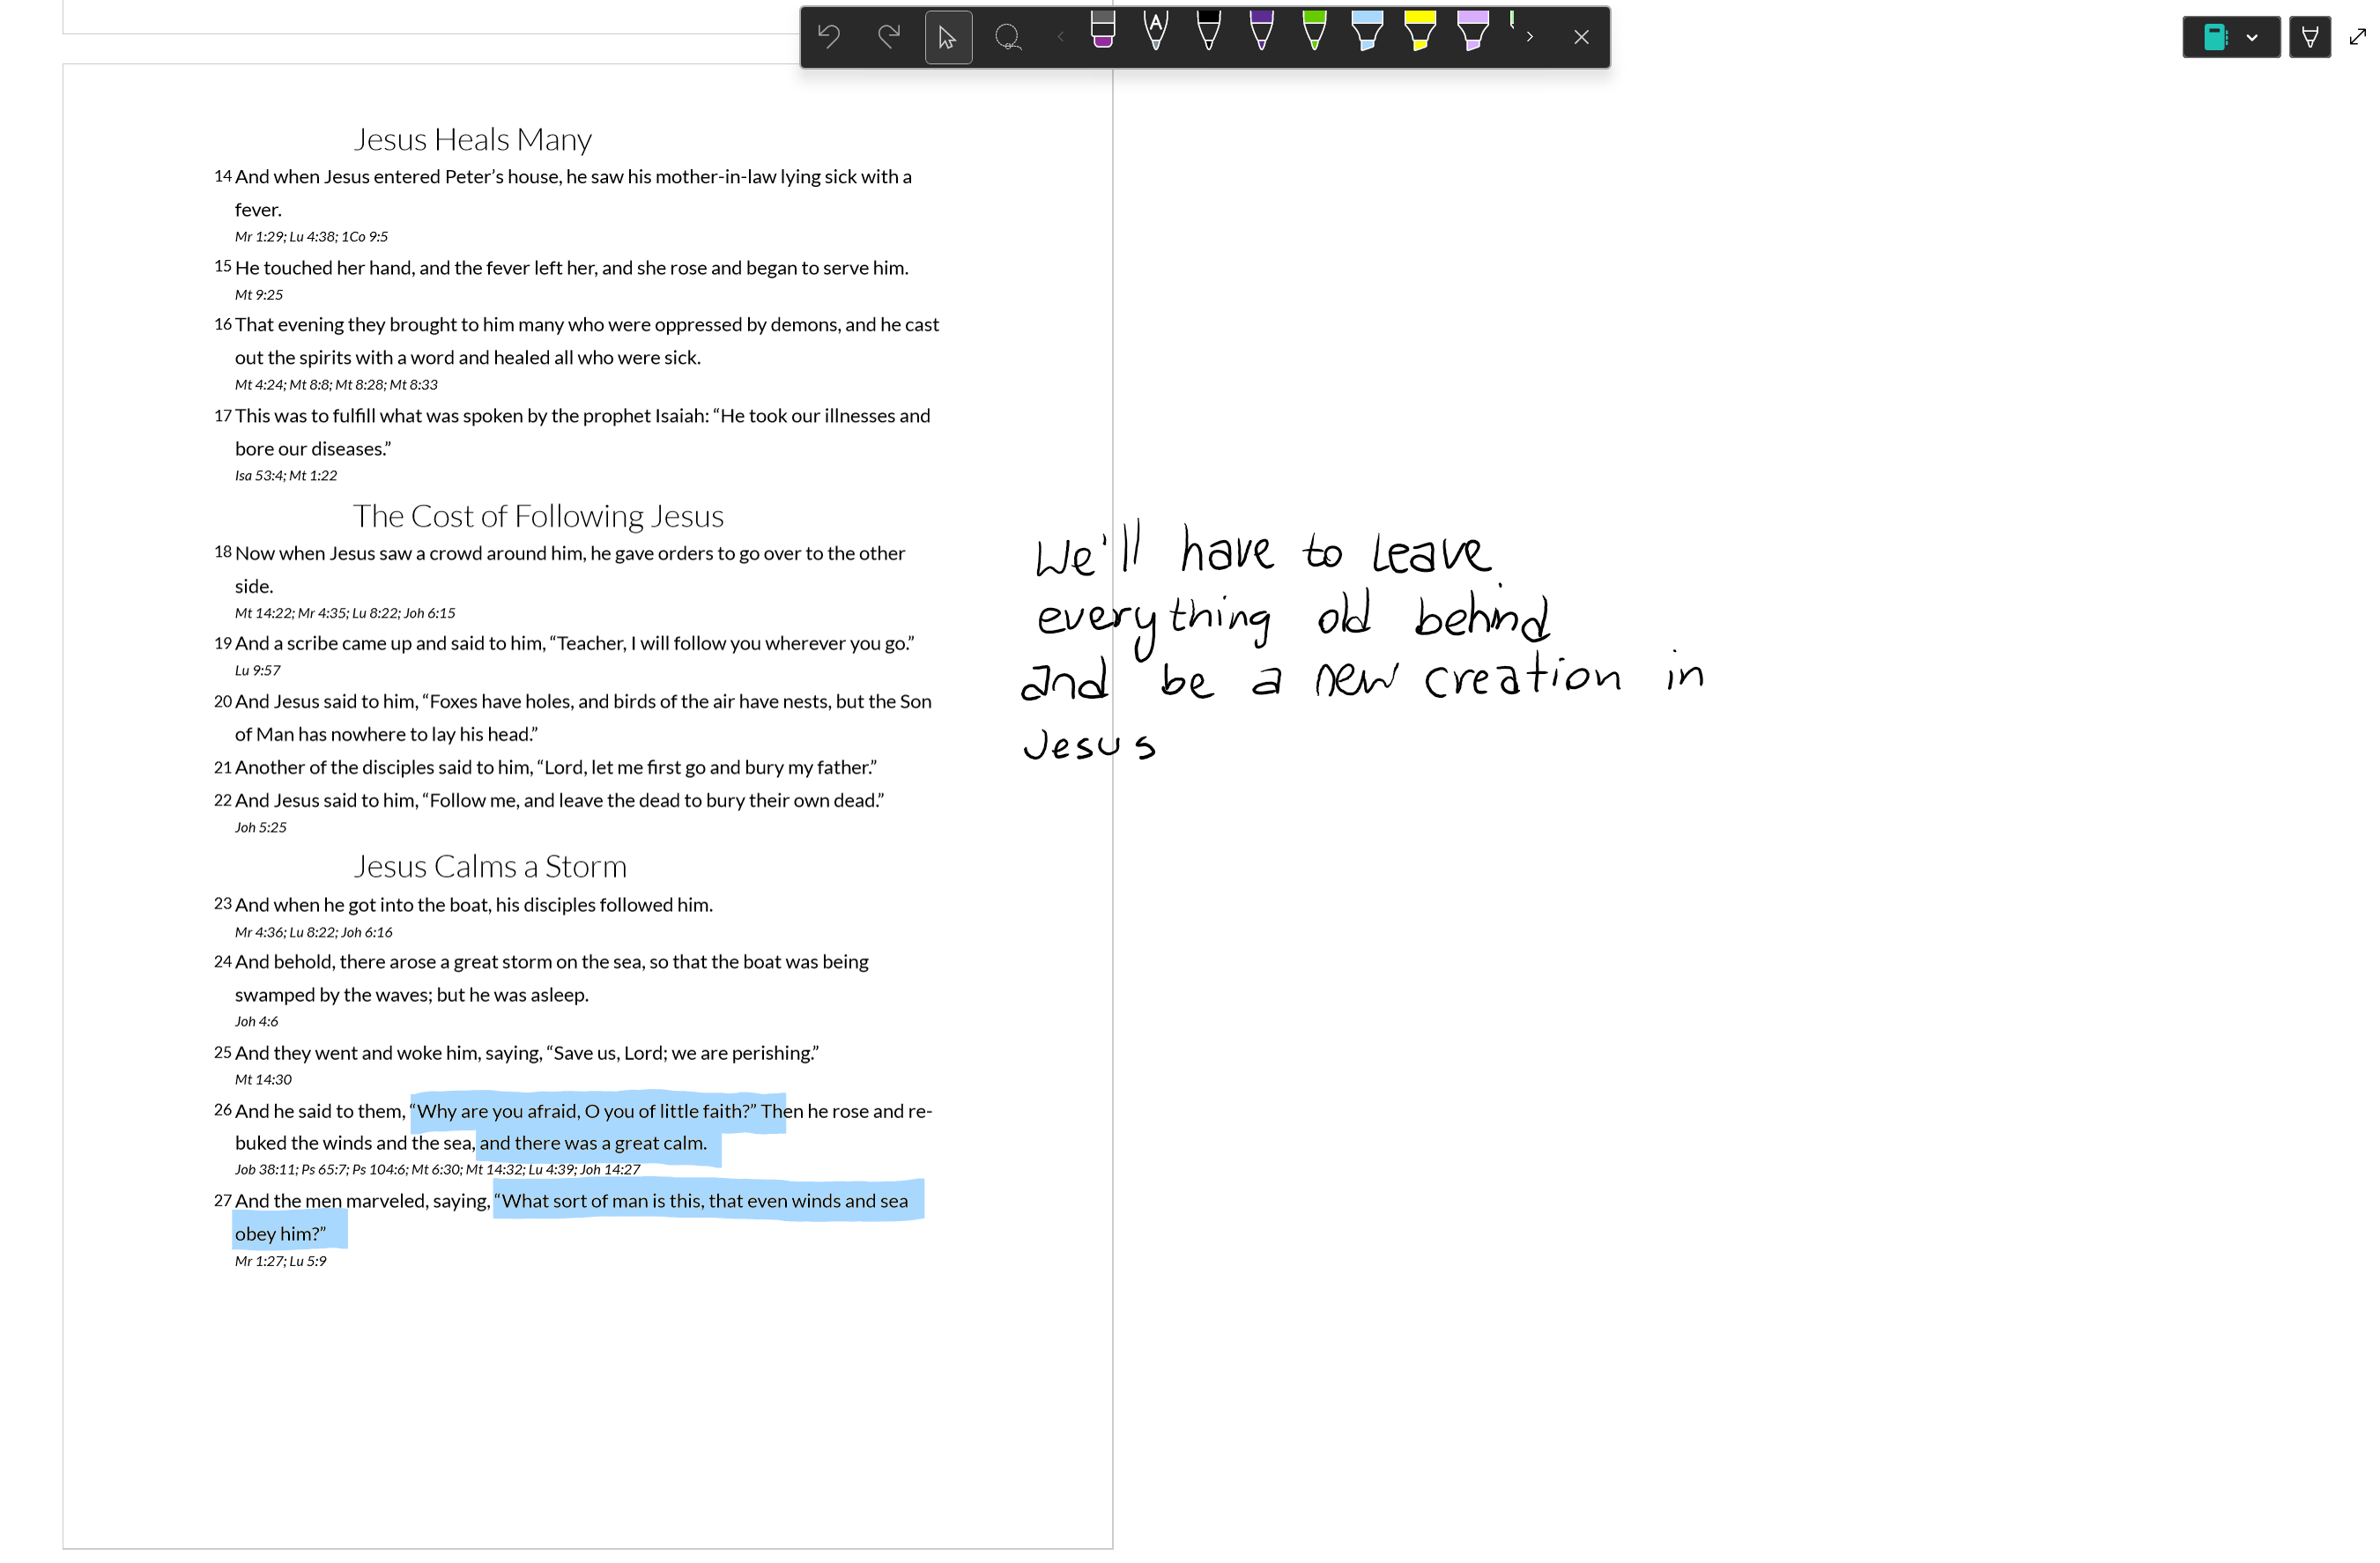 Jesus Heals Many
14 And when Jesus entered Peter’s house, he saw his mother-in-law lying sick with a
fever.
Mr 1:29; Lu 4:38; 1Co 9:5
15 He touched her hand, and the fever left her, and she rose and began to serve him.
Mt 9:25
16 That evening they brought to him many who were oppressed by demons, and he cast
out the spirits with a word and healed all who were sick.
Mt 4:24; Mt 8:8; Mt 8:28; Mt 8:33
17 This was to fulfill what was spoken by the prophet Isaiah: “He took our illnesses and
bore our diseases.”
Isa 53:4; Mt 1:22
The Cost of Following Jesus
18 Now when Jesus saw a crowd around him, he gave orders to go over to the other
side.
Mt 14:22; Mr 4:35; Lu 8:22; Joh 6:15
19 And a scribe came up and said to him, “Teacher, I will follow you wherever you go.”
Lu 9:57
20 And Jesus said to him, “Foxes have holes, and birds of the air have nests, but the Son
of Man has nowhere to lay his head.”
21 Another of the disciples said to him, “Lord, let me first go and bury my father.”
22 And Jesus said to him, “Follow me, and leave the dead to bury their own dead.”
Joh 5:25
Jesus Calms a Storm
23 And when he got into the boat, his disciples followed him.
Mr 4:36; Lu 8:22; Joh 6:16
24 And behold, there arose a great storm on the sea, so that the boat was being
swamped by the waves; but he was asleep.
Joh 4:6
25 And they went and woke him, saying, “Save us, Lord; we are perishing.”
Mt 14:30
26 And he said to them, “Why are you afraid, O you of little faith?” Then he rose and re-
buked the winds and the sea, and there was a great calm.
Job 38:11; Ps 65:7; Ps 104:6; Mt 6:30; Mt 14:32; Lu 4:39; Joh 14:27
27 And the men marveled, saying, “What sort of man is this, that even winds and sea
obey him?”
Mr 1:27; Lu 5:9
We'll have to leave
everything old behind
and be a new creation in
Jesus
A